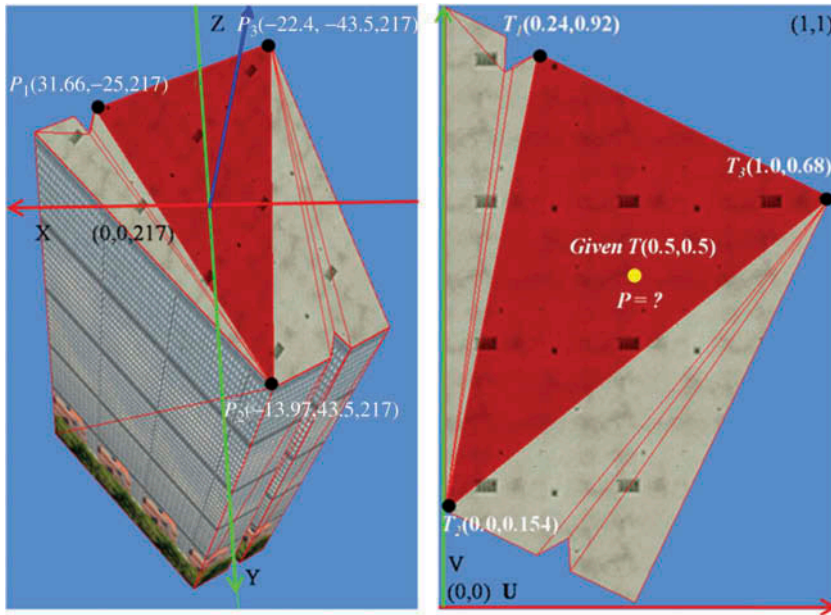 Z
P3(−22.4, −43.5,217)
P1(31.66,−25,217)
X
(0,0,217)
P2(−13.97,43.5,217)
Y
T1(0.24,0.92)
(1,1)
T3(1.0,0.68)
Given T(0.5,0.5)
P = ?
T2(0.0,0.154)
V
(0,0) U